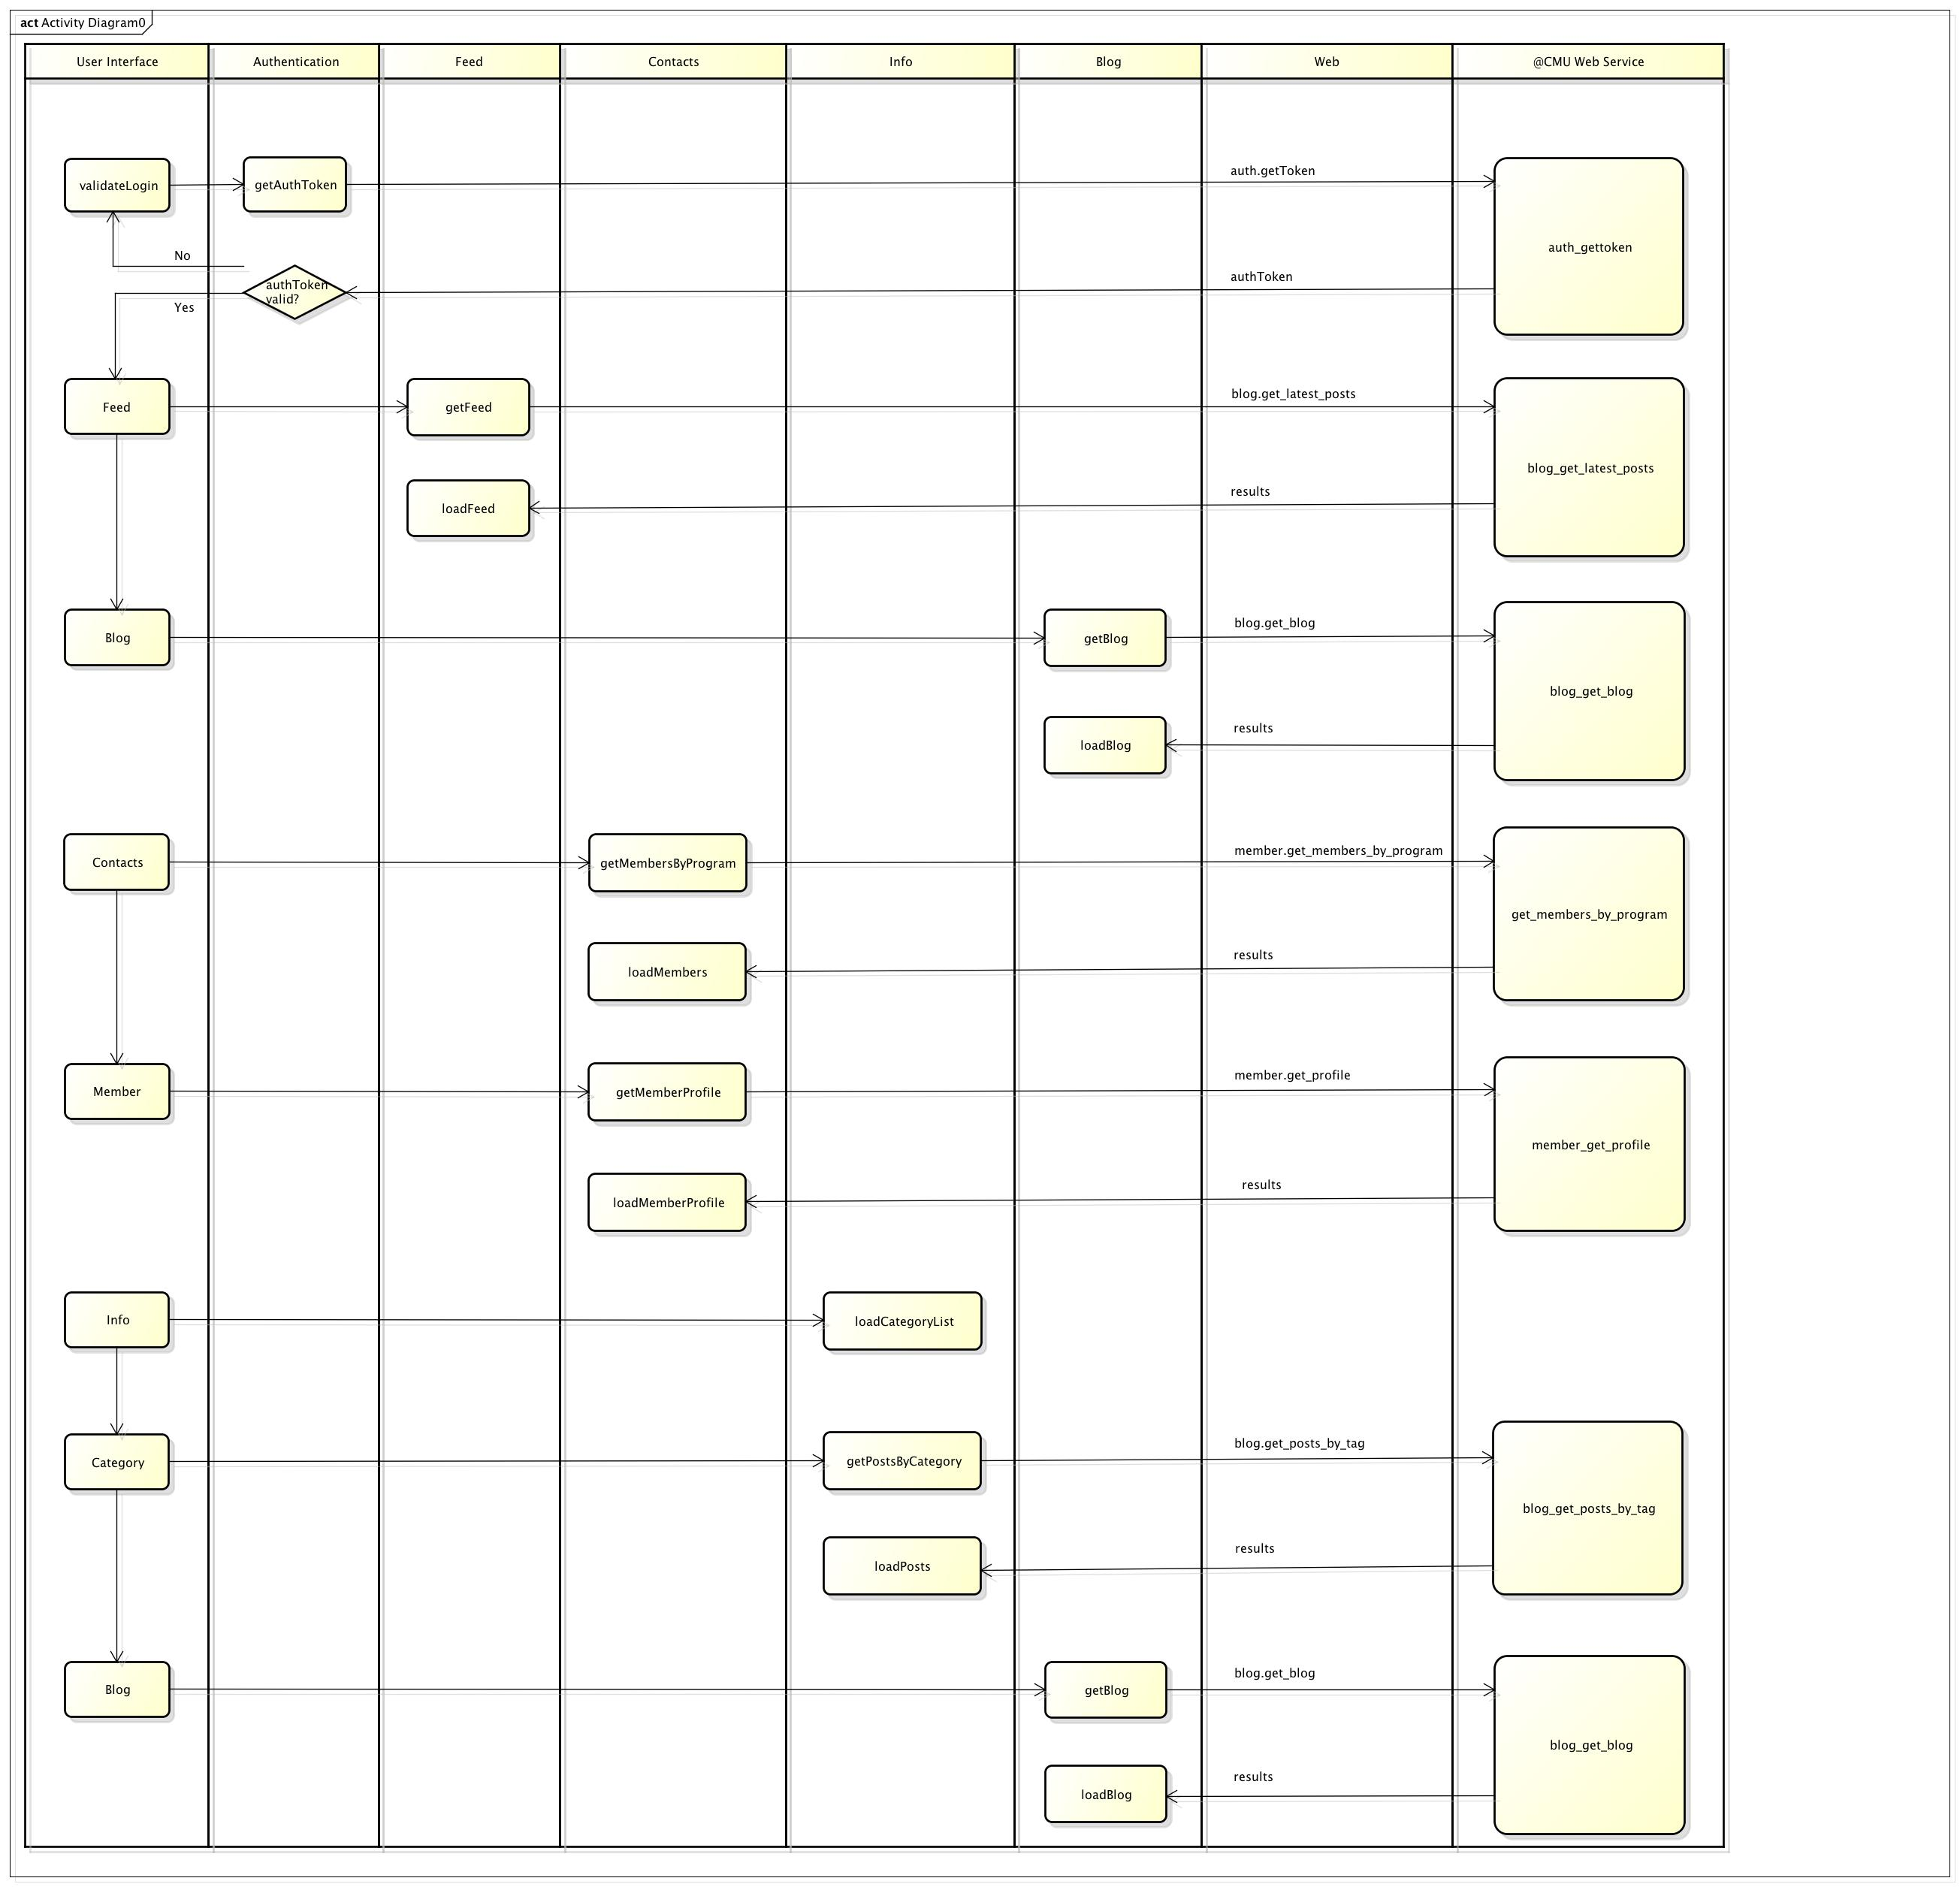 act Activity Diagram0
User Interface
Authentication
Feed
Contacts
Info
Blog
Web
@CMU Web Service
validateLogin
getAuthToken
auth.getToken
auth_gettoken
No
authToken
valid?
authToken
Yes
Feed
getFeed
blog.get_latest_posts
blog_get_latest_posts
loadFeed
results
Blog
getBlog
blog.get_blog
blog_get_blog
loadBlog
results
Contacts
getMembersByProgram
member.get_members_by_program
get_members_by_program
loadMembers
results
Member
getMemberProfile
member.get_profile
member_get_profile
loadMemberProfile
results
Info
loadCategoryList
Category
getPostsByCategory
blog.get_posts_by_tag
blog_get_posts_by_tag
loadPosts
results
Blog
getBlog
blog.get_blog
blog_get_blog
loadBlog
results